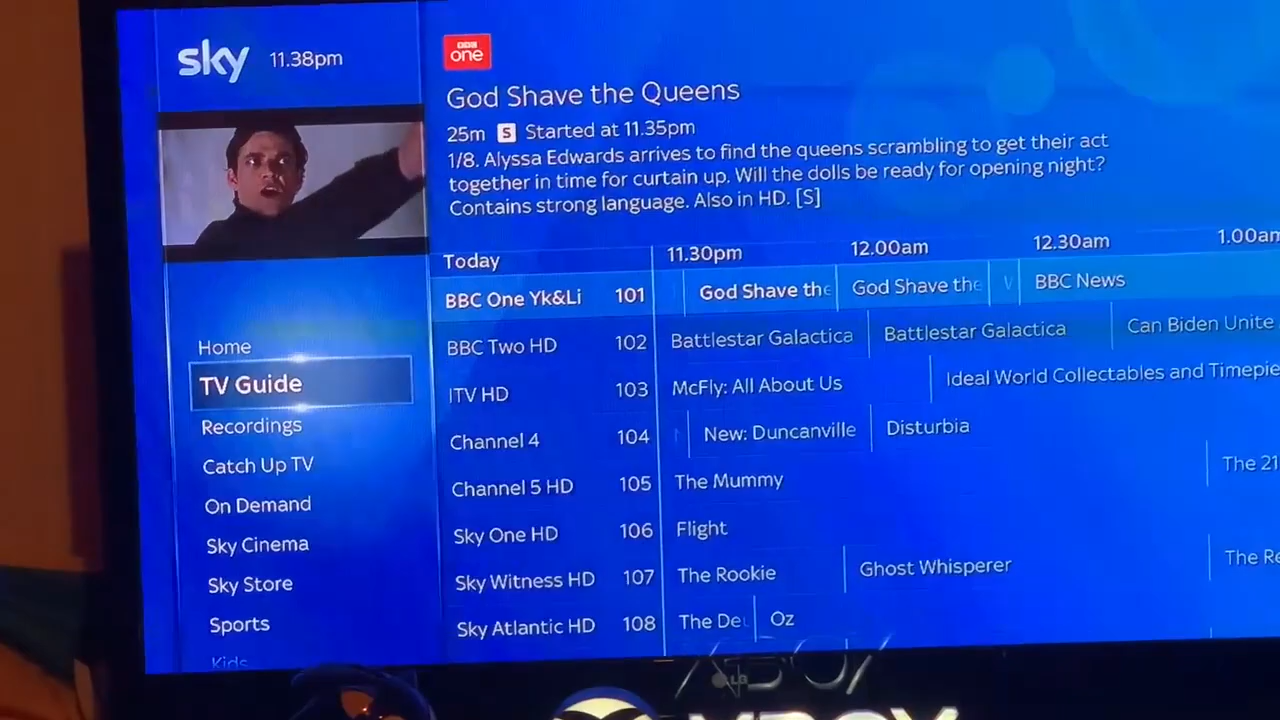 sky 11.38pm
BBC one
God Shave the Queens
25m S Started at 11.35pm
1/8. Alyssa Edwards arrives to find the queens scrambling to get their act
together in time for curtain up. Will the dolls be ready for opening night?
Contains strong language. Also in HD. [S]
Today 11.30pm 12.00am 12.30am 1.00am
BBC One Yk&Li 101 God Shave the God Shave the BBC News
BBC Two HD 102 Battlestar Galactica Battlestar Galactica Can Biden Unite
ITV HD 103 McFly: All About Us Ideal World Collectables and Timepie
Channel 4 104 New: Duncanville Disturbia
Channel 5 HD 105 The Mummy The 21
Sky One HD 106 Flight
Sky Witness HD 107 The Rookie Ghost Whisperer The Re
Sky Atlantic HD 108 The De Oz
Home
TV Guide
Recordings
Catch Up TV
On Demand
Sky Cinema
Sky Store
Sports
Kids
LG
XBOX